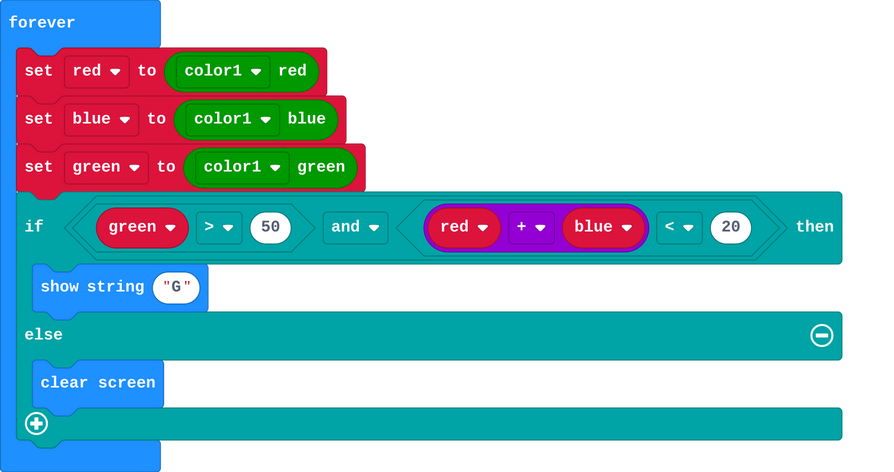 forever
set red to color1 red
set blue to color1 blue
set green to color1 green
if green > 50 and red + blue < 20 then
show string "G"
else
clear screen